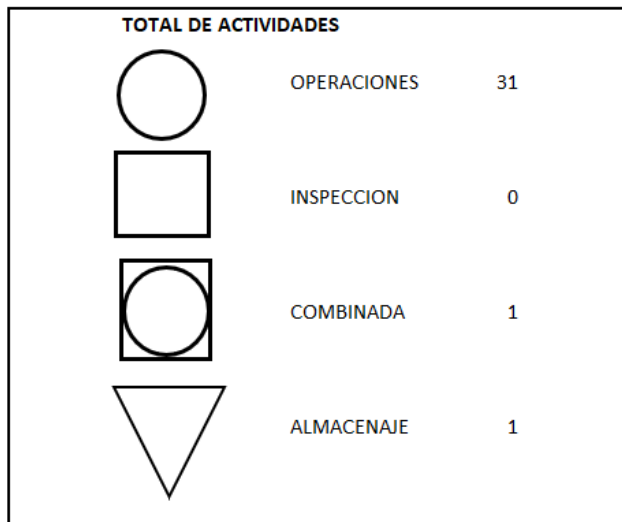 TOTAL DE ACTIVIDADES
OPERACIONES 31
INSPECCION 0
COMBINADA 1
ALMACENAJE 1